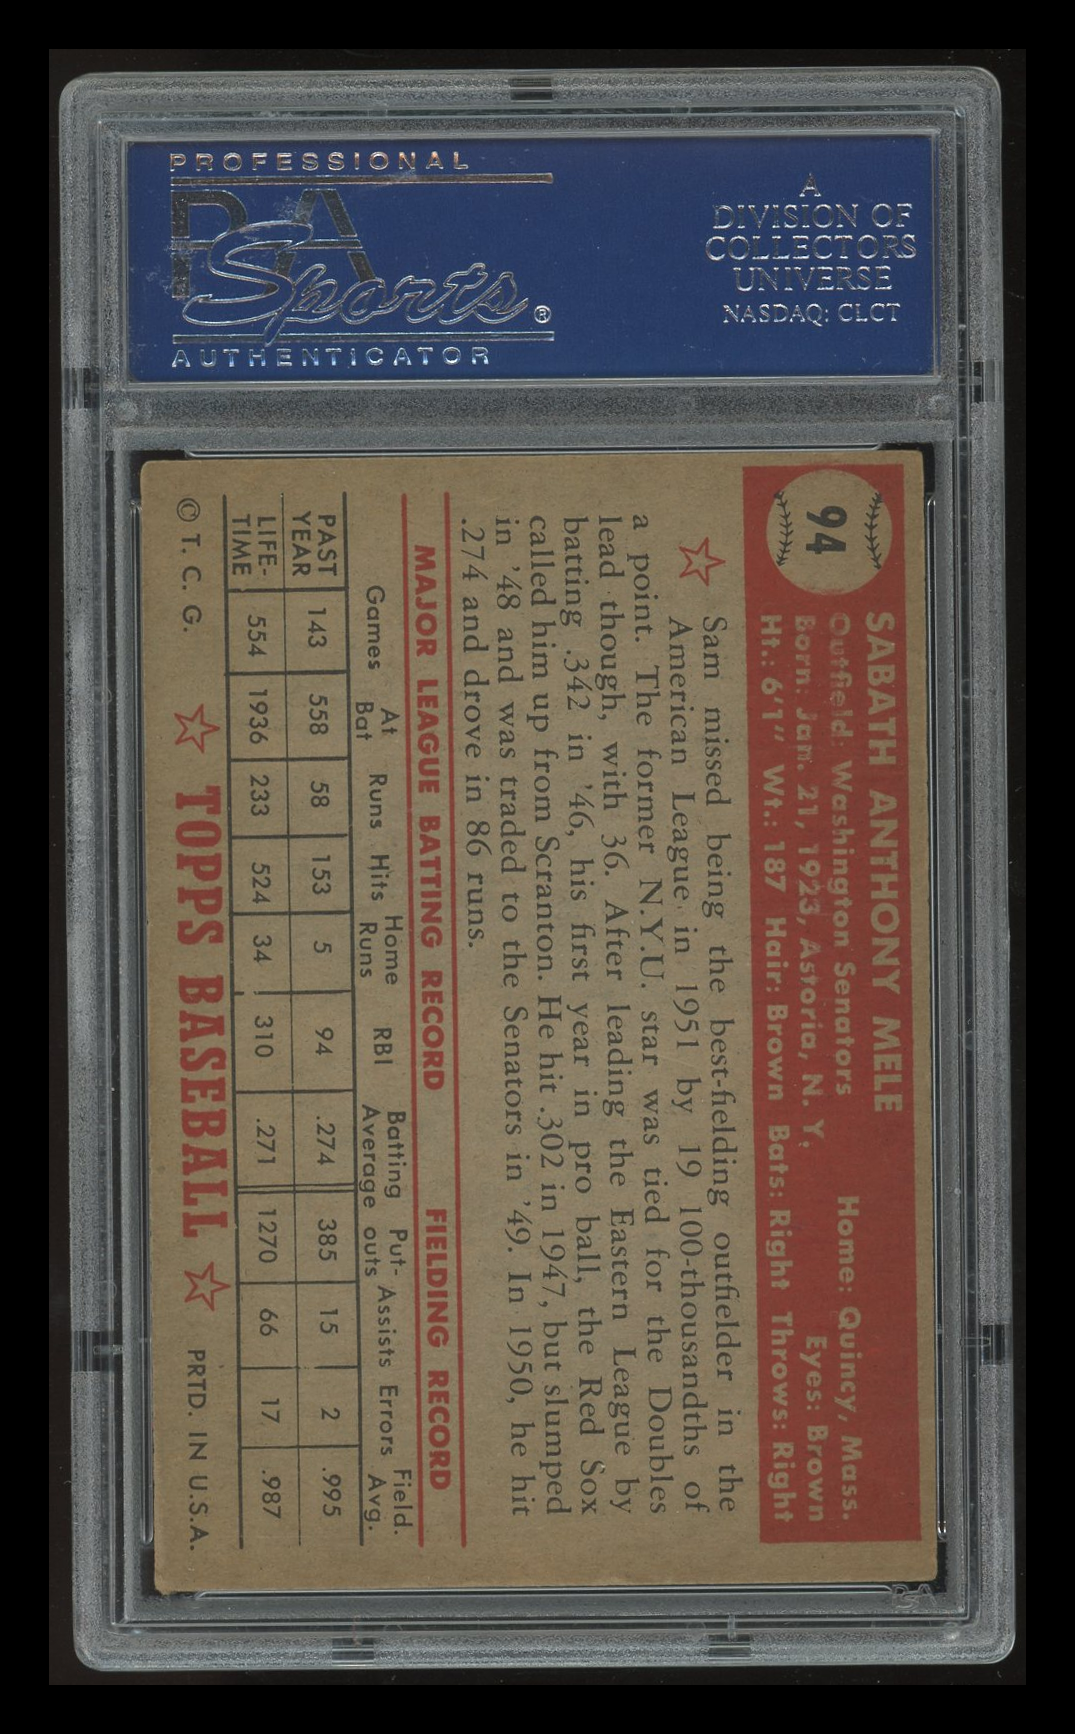 PROFESSIONAL
PSA
Sports®
AUTHENTICATOR
A
DIVISION OF
COLLECTORS
UNIVERSE
NASDAQ: CLCT
94
SABATH ANTHONY MELE
Outfield: Washington Senators Home: Quincy, Mass.
Born: Jan. 21, 1923, Astoria, N. Y. Eyes: Brown
Ht.: 6'1" Wt.: 187 Hair: Brown Bats: Right Throws: Right
Sam missed being the best-fielding outfielder in the
American League in 1951 by 19 100-thousandths of
a point. The former N.Y.U. star was tied for the Doubles
lead though, with 36. After leading the Eastern League by
batting .342 in '46, his first year in pro ball, the Red Sox
called him up from Scranton. He hit .302 in 1947, but slumped
in '48 and was traded to the Senators in '49. In 1950, he hit
.274 and drove in 86 runs.
MAJOR LEAGUE BATTING RECORD FIELDING RECORD
Games At Bat Runs Hits Home Runs RBI Batting Average Put-outs Assists Errors Field. Avg.
PAST YEAR 143 558 58 153 5 94 .274 385 15 2 .995
LIFE-TIME 554 1936 233 524 34 310 .271 1270 66 17 .987
© T. C. G. TOPPS BASEBALL PRTD. IN U.S.A.
PSA